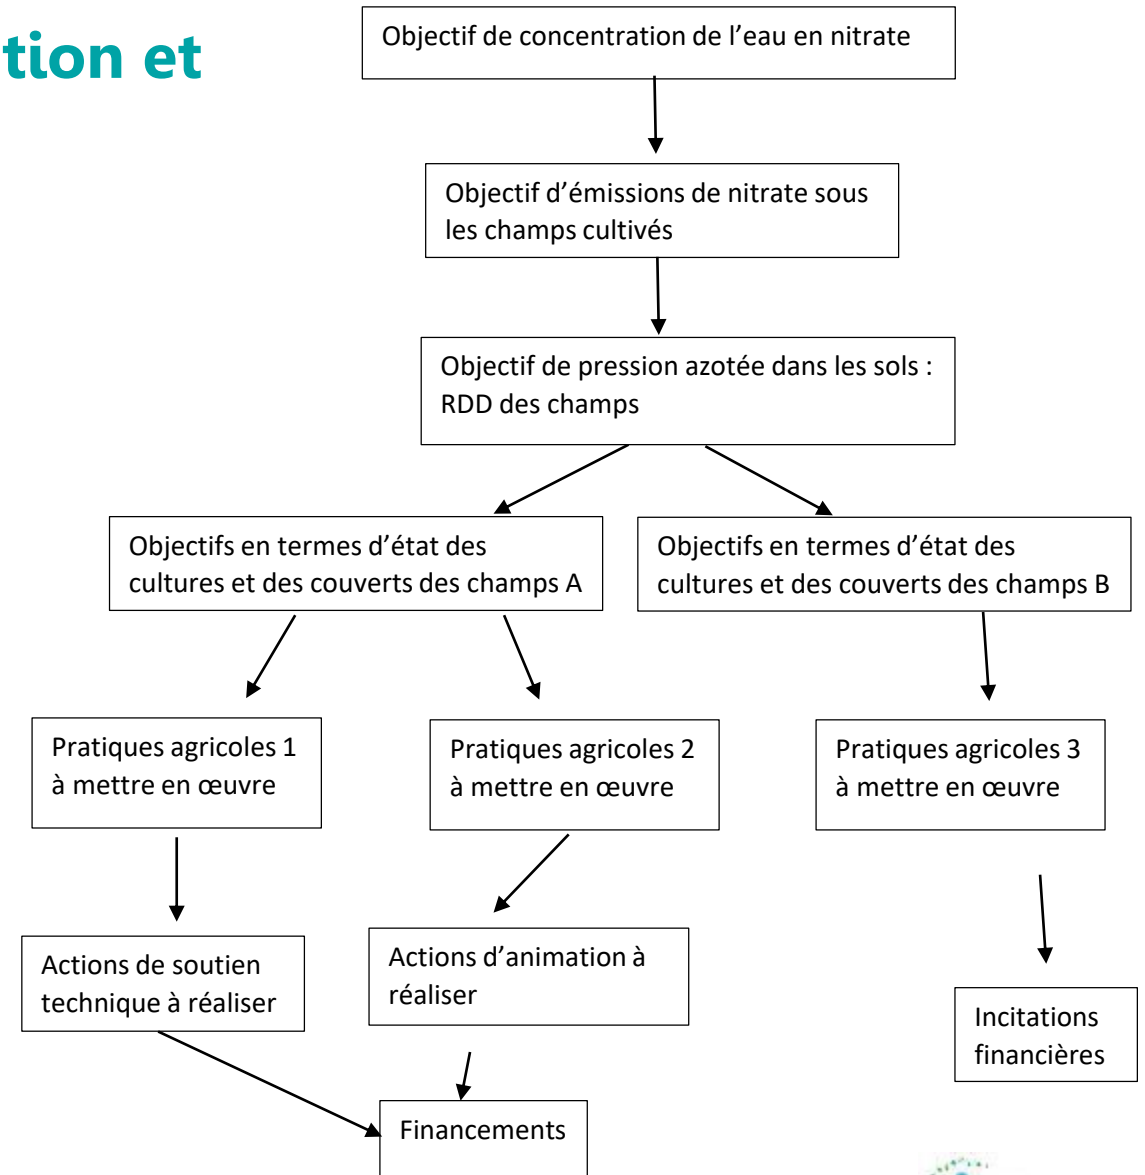 tion et
Objectif de concentration de l’eau en nitrate
Objectif d’émissions de nitrate sous
les champs cultivés
Objectif de pression azotée dans les sols :
RDD des champs
Objectifs en termes d’état des
cultures et des couverts des champs A
Objectifs en termes d’état des
cultures et des couverts des champs B
Pratiques agricoles 1
à mettre en œuvre
Pratiques agricoles 2
à mettre en œuvre
Pratiques agricoles 3
à mettre en œuvre
Actions de soutien
technique à réaliser
Actions d’animation à
réaliser
Incitations
financières
Financements